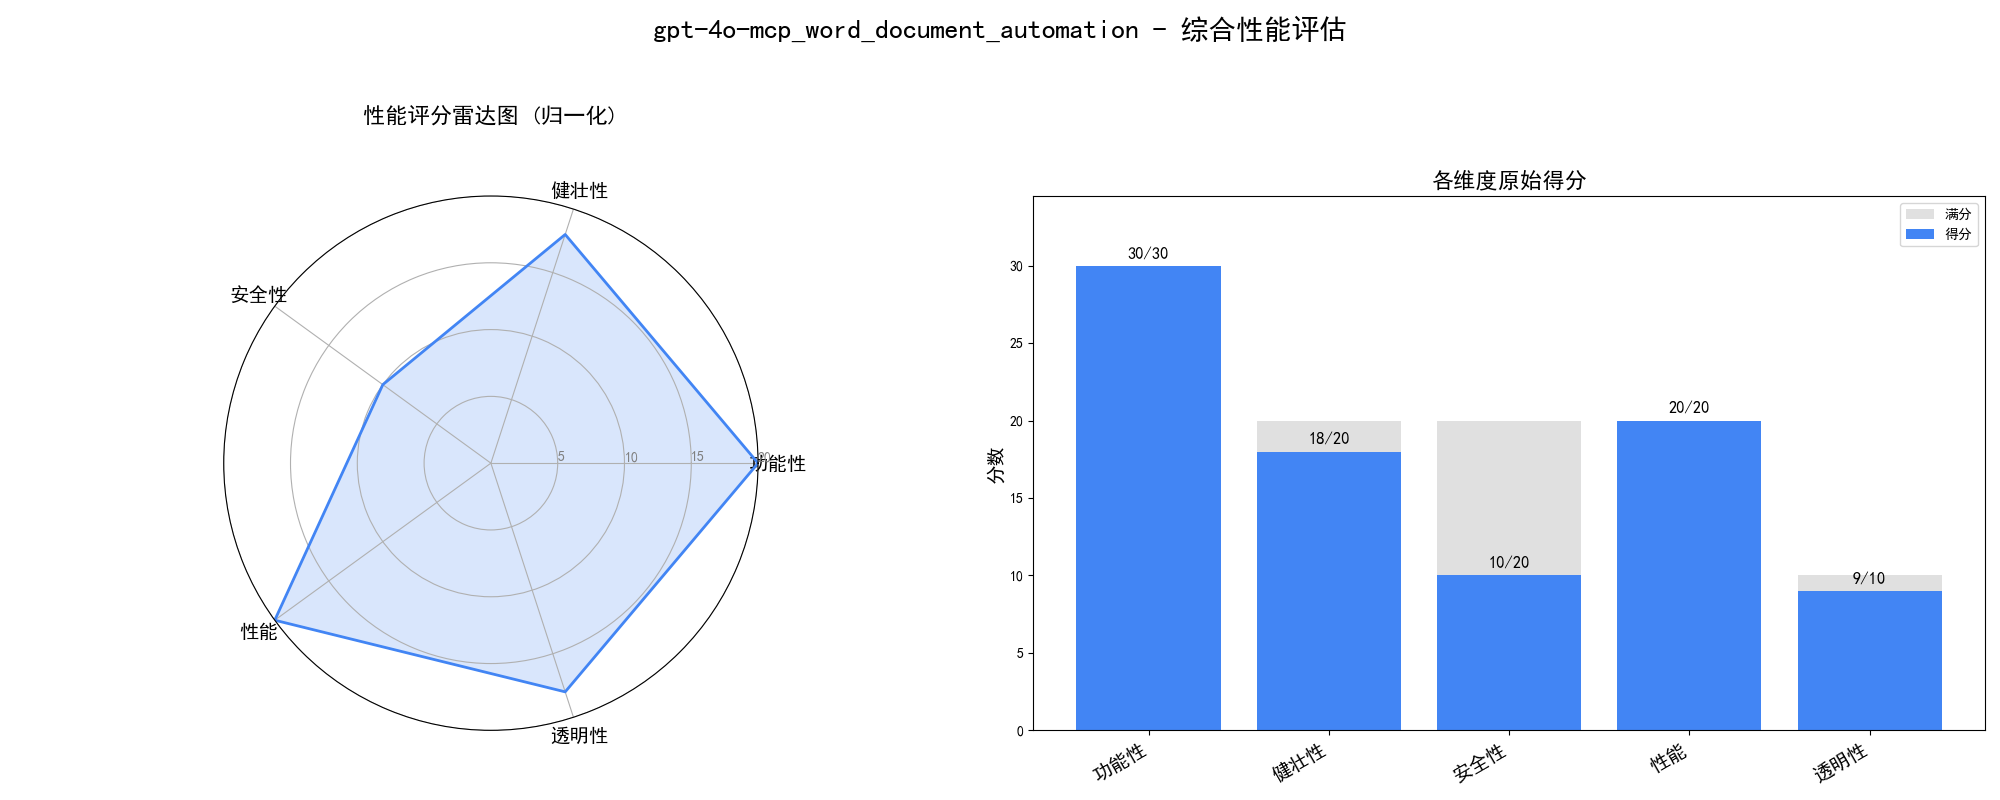 gpt-4o-mcp_word_document_automation - 综合性能评估
性能评分雷达图 (归一化)
健壮性
安全性
功能性
性能
透明性
5
10
15
20
各维度原始得分
满分
得分
分数
30
25
20
15
10
5
0
30/30
18/20
10/20
20/20
9/10
功能性
健壮性
安全性
性能
透明性